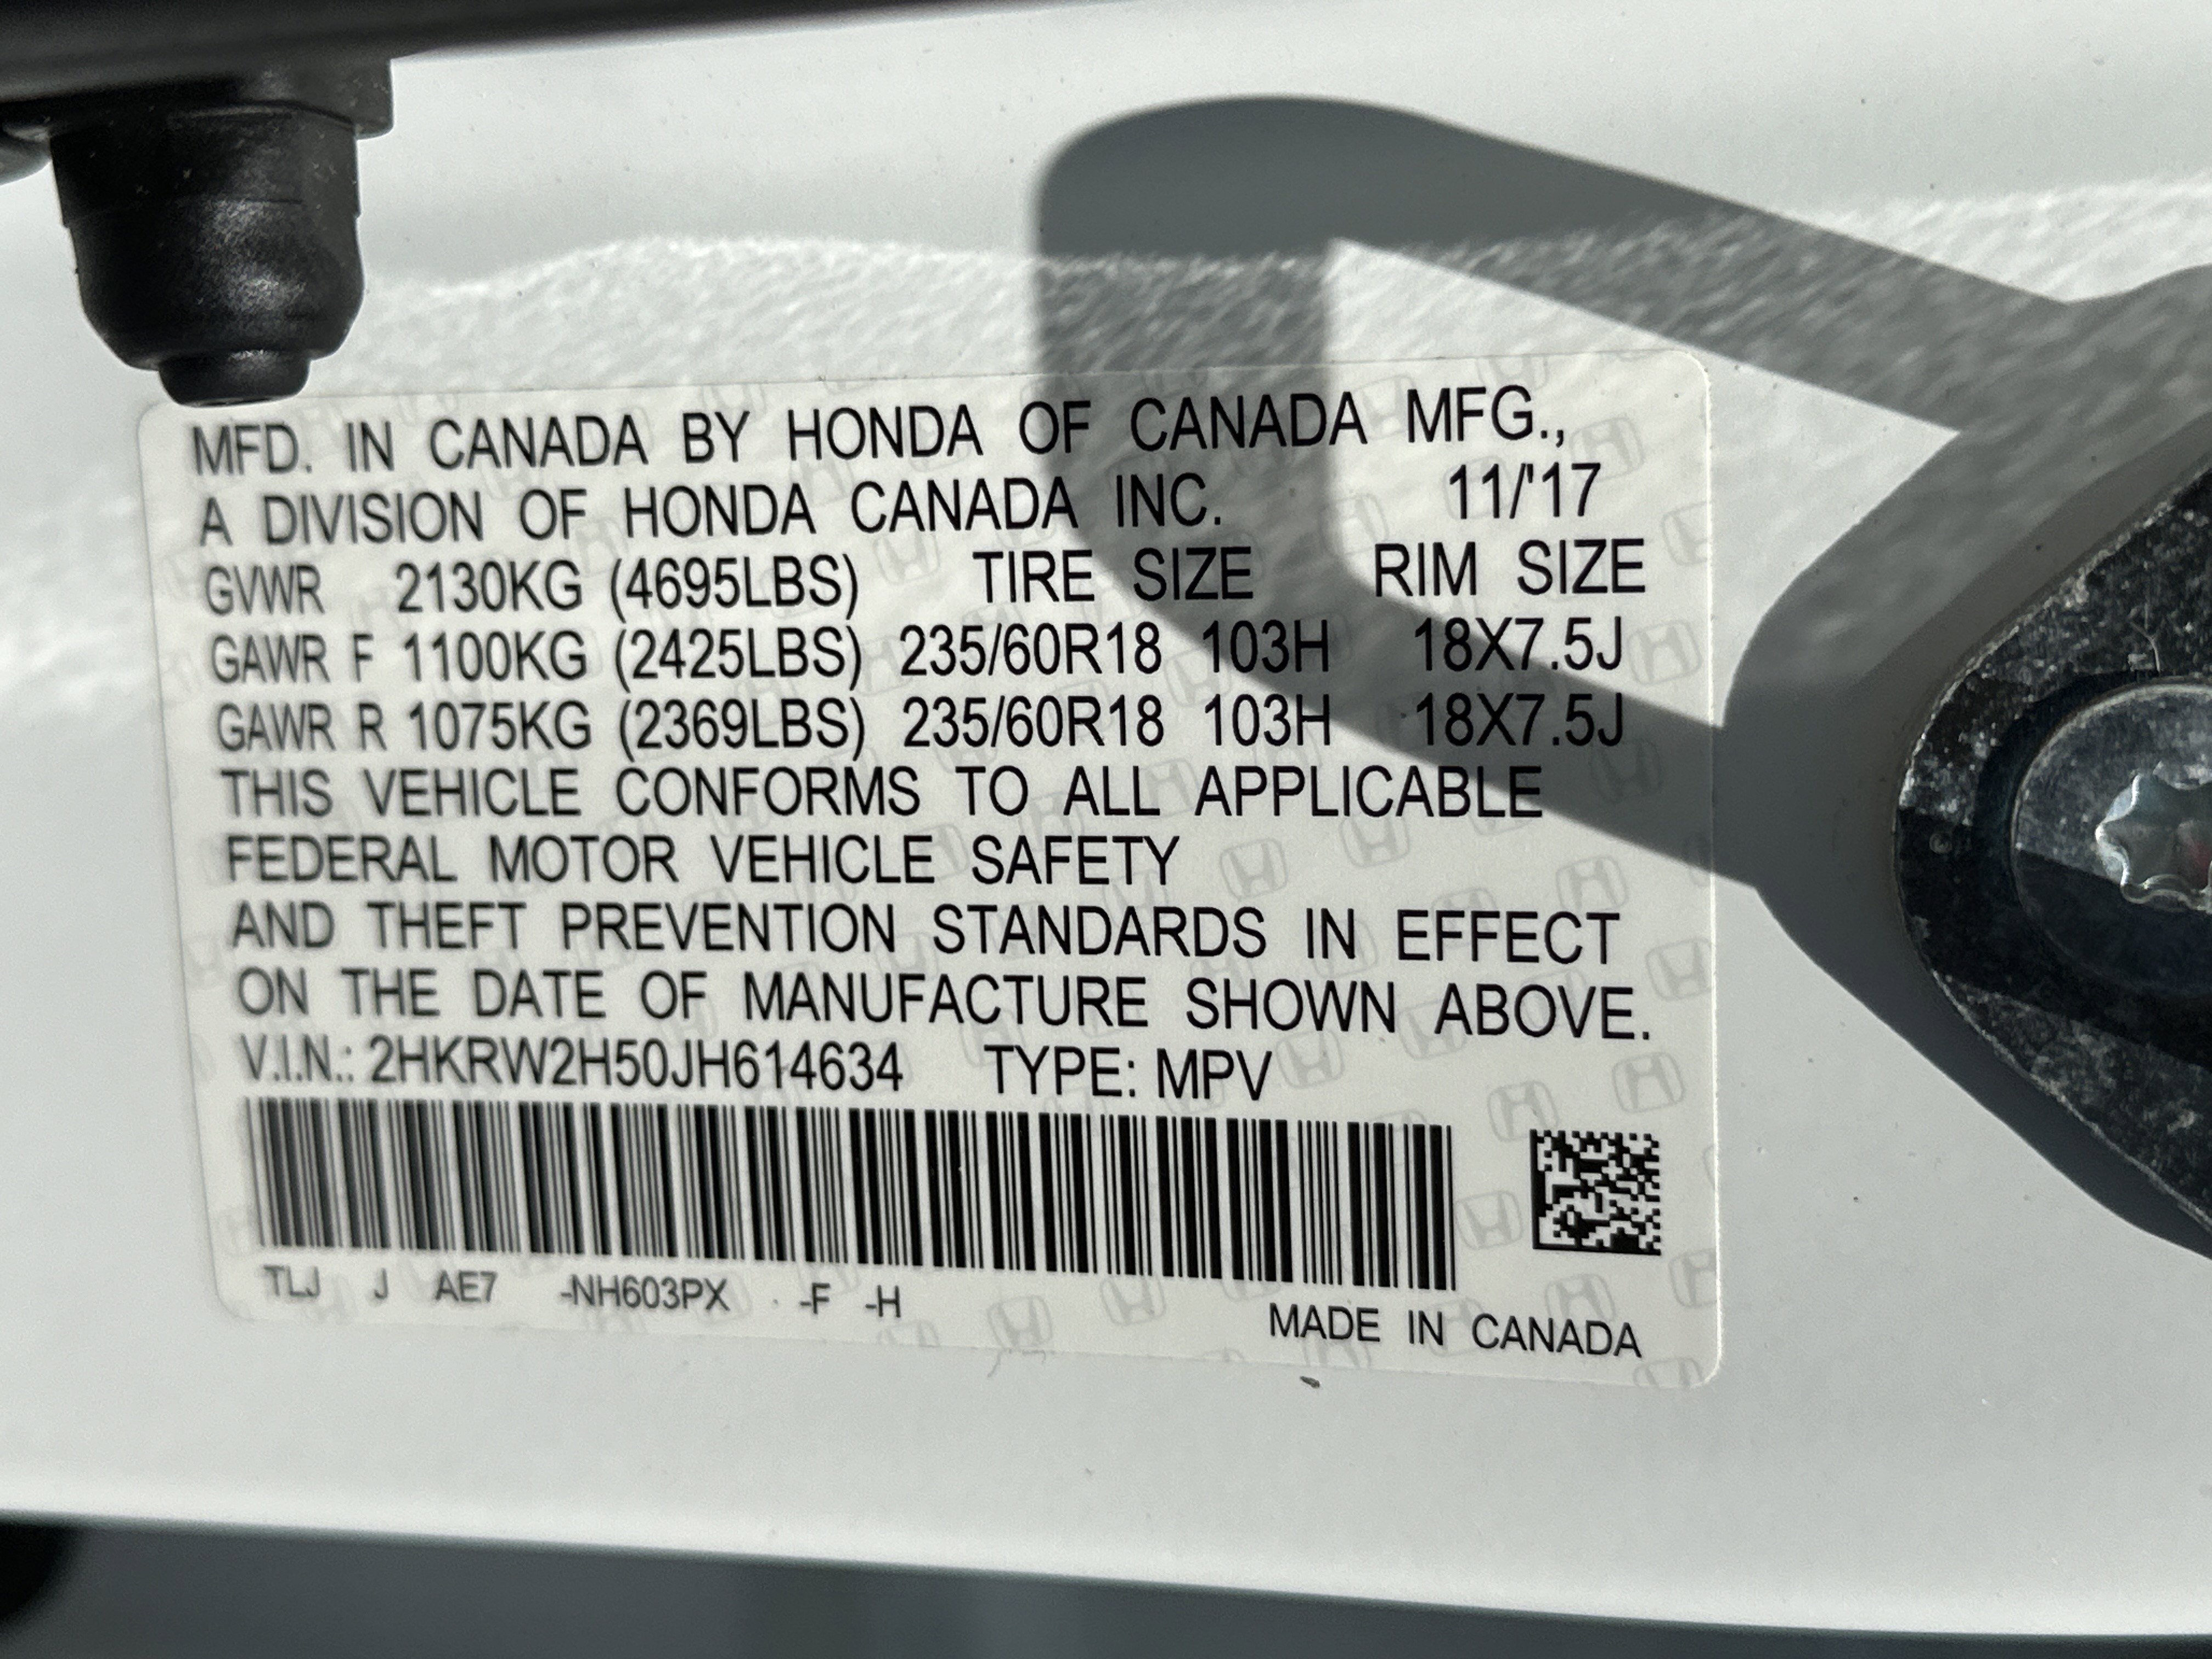 MFD. IN CANADA BY HONDA OF CANADA MFG.,
A DIVISION OF HONDA CANADA INC. 11/'17
GVWR 2130KG (4695LBS) TIRE SIZE RIM SIZE
GAWR F 1100KG (2425LBS) 235/60R18 103H 18X7.5J
GAWR R 1075KG (2369LBS) 235/60R18 103H 18X7.5J
THIS VEHICLE CONFORMS TO ALL APPLICABLE
FEDERAL MOTOR VEHICLE SAFETY
AND THEFT PREVENTION STANDARDS IN EFFECT
ON THE DATE OF MANUFACTURE SHOWN ABOVE.
V.I.N.: 2HKRW2H50JH614634 TYPE: MPV
TLJ J AE7 -NH603PX -F -H
MADE IN CANADA